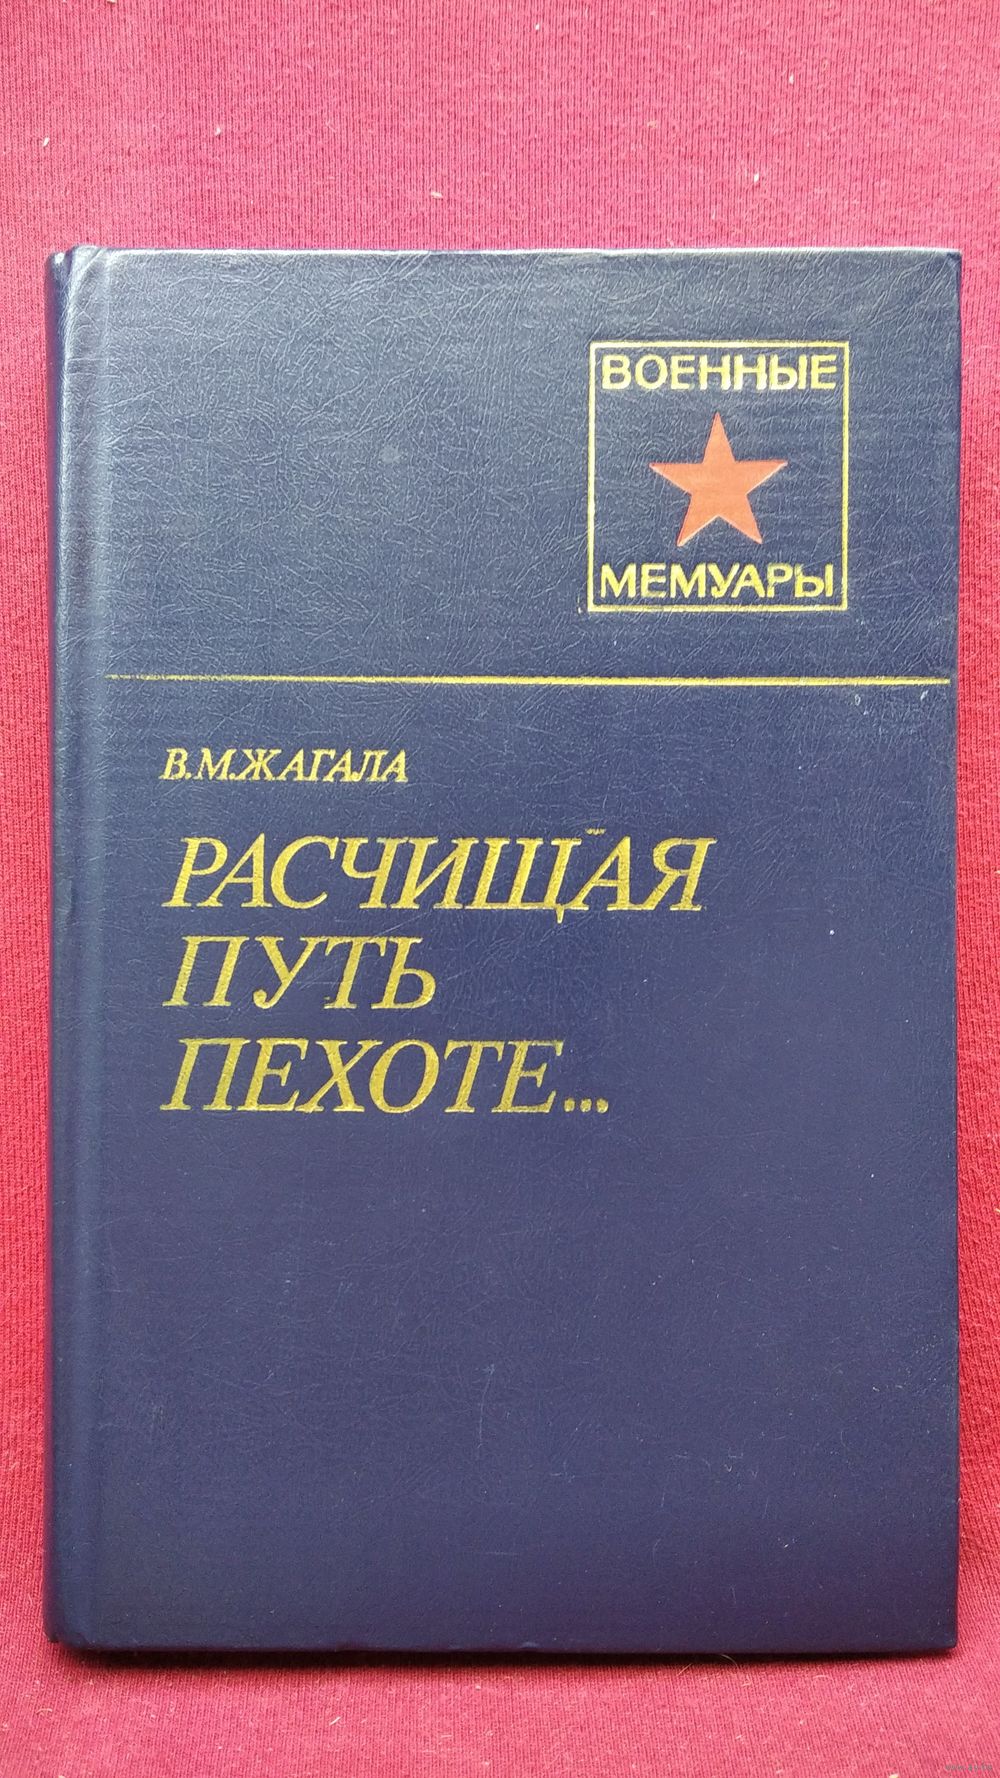 ВОЕННЫЕ
МЕМУАРЫ
В.М.ЖАГАЛА
РАСЧИЩАЯ
ПУТЬ
ПЕХОТЕ...